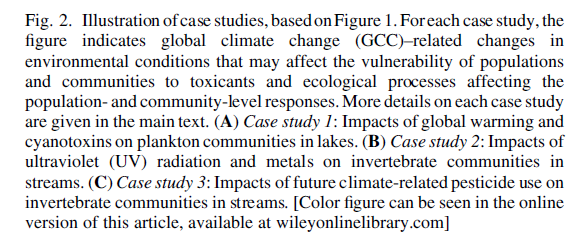 Fig. 2. Illustration of case studies, based on Figure 1. For each case study, the
figure indicates global climate change (GCC)–related changes in
environmental conditions that may affect the vulnerability of populations
and communities to toxicants and ecological processes affecting the
population- and community-level responses. More details on each case study
are given in the main text. (A) Case study 1: Impacts of global warming and
cyanotoxins on plankton communities in lakes. (B) Case study 2: Impacts of
ultraviolet (UV) radiation and metals on invertebrate communities in
streams. (C) Case study 3: Impacts of future climate-related pesticide use on
invertebrate communities in streams. [Color figure can be seen in the online
version of this article, available at wileyonlinelibrary.com]